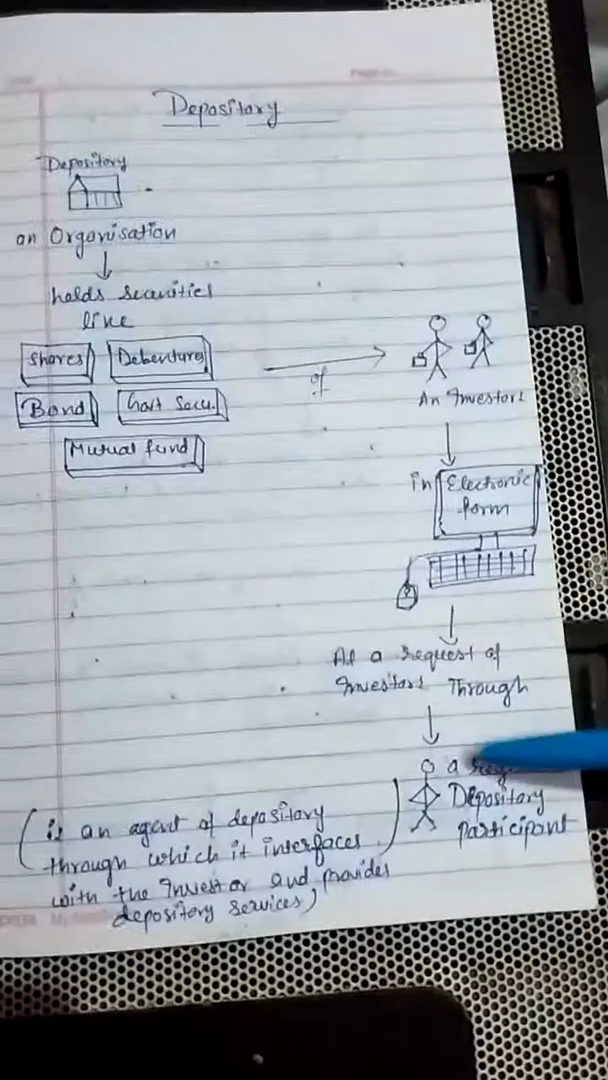 Depository
Depository
an Organisation
holds securities
like
Shares
Debentures
Bond
Govt Secu.
Mutual fund
of
An Investors
in Electronic
form
At a request of
Investors Through
a
Depository
participant
(is an agent of depository
through which it interfaces
with the Investor and provides
depository services)